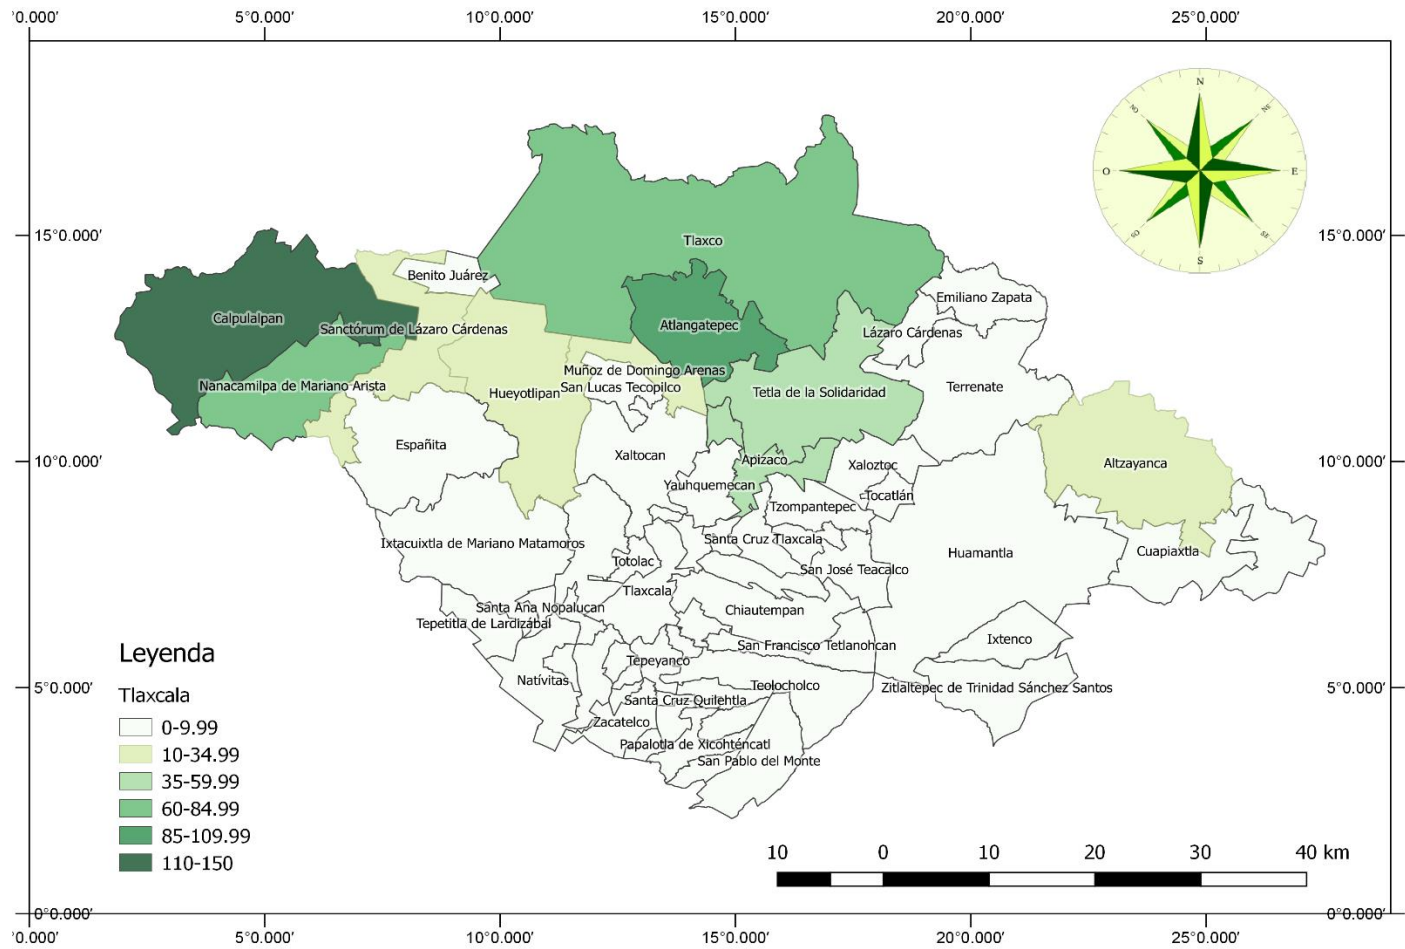 0°0.000′ 5°0.000′ 10°0.000′ 15°0.000′ 20°0.000′ 25°0.000′
N
NO NE
O E
SO SE
S
15°0.000′ 15°0.000′
Tlaxco
Benito Juárez
Emiliano Zapata
Calpulalpan
Sanctórum de Lázaro Cárdenas
Atlangatepec
Lázaro Cárdenas
Muñoz de Domingo Arenas
Nanacamilpa de Mariano Arista
San Lucas Tecopilco
Hueyotlipan
Tetla de la Solidaridad
Terrenate
Españita
Xaltocan
10°0.000′ 10°0.000′
Apizaco
Xaloztoc
Altzayanca
Yauhquemecan
Tocatlán
Tzompantepec
Ixtacuixtla de Mariano Matamoros
Santa Cruz Tlaxcala
Huamantla
Cuapiaxtla
Totolac
San José Teacalco
Tlaxcala
Santa Ana Nopalucan
Chiautempan
Tepetitla de Lardizábal
San Francisco Tetlanohcan
Ixtenco
Tepeyanco
Natívitas
Teolocholco
Zitlaltepec de Trinidad Sánchez Santos
5°0.000′ 5°0.000′
Santa Cruz Quilehtla
Zacatelco
Papalotla de Xicohténcatl
San Pablo del Monte
Leyenda
Tlaxcala
0-9.99
10-34.99
35-59.99
60-84.99
85-109.99
110-150
10 0 10 20 30 40 km
0°0.000′ 0°0.000′
0°0.000′ 5°0.000′ 10°0.000′ 15°0.000′ 20°0.000′ 25°0.000′